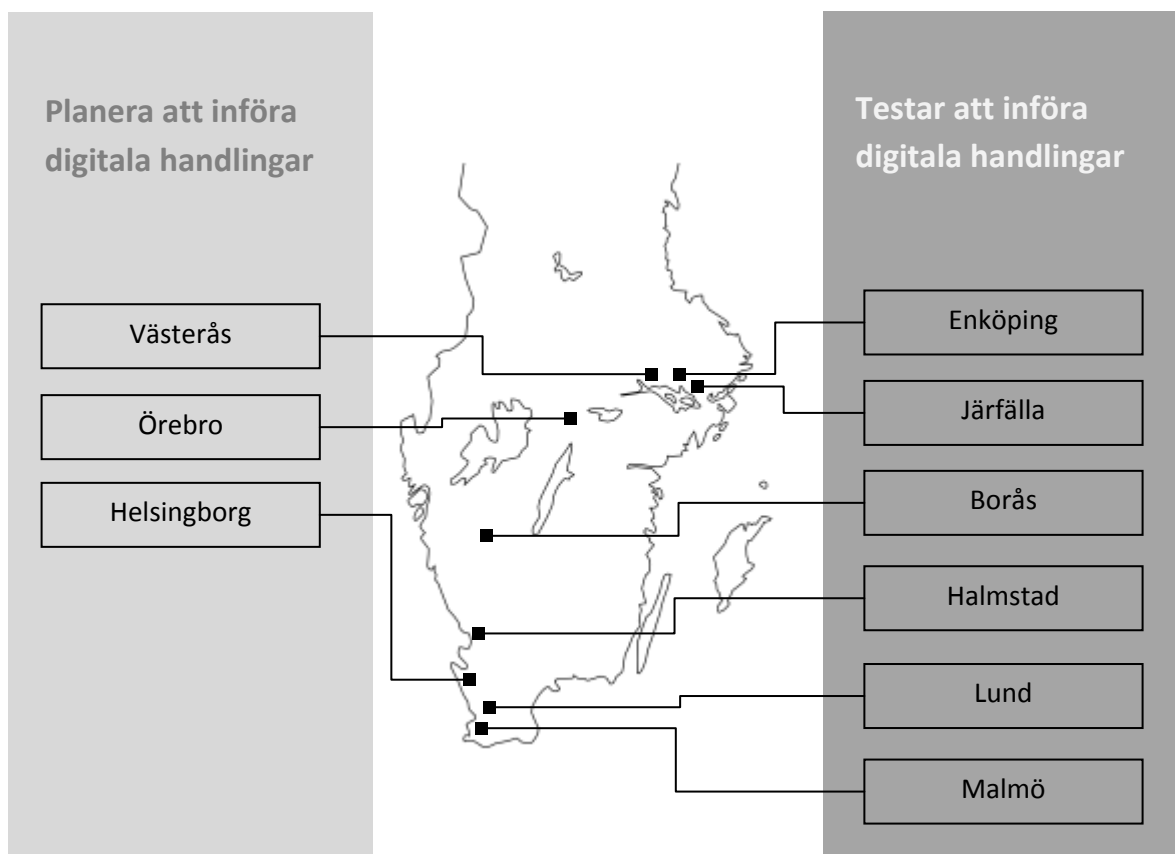 Planera att införa
digitala handlingar
Västerås
Örebro
Helsingborg
Testar att införa
digitala handlingar
Enköping
Järfälla
Borås
Halmstad
Lund
Malmö